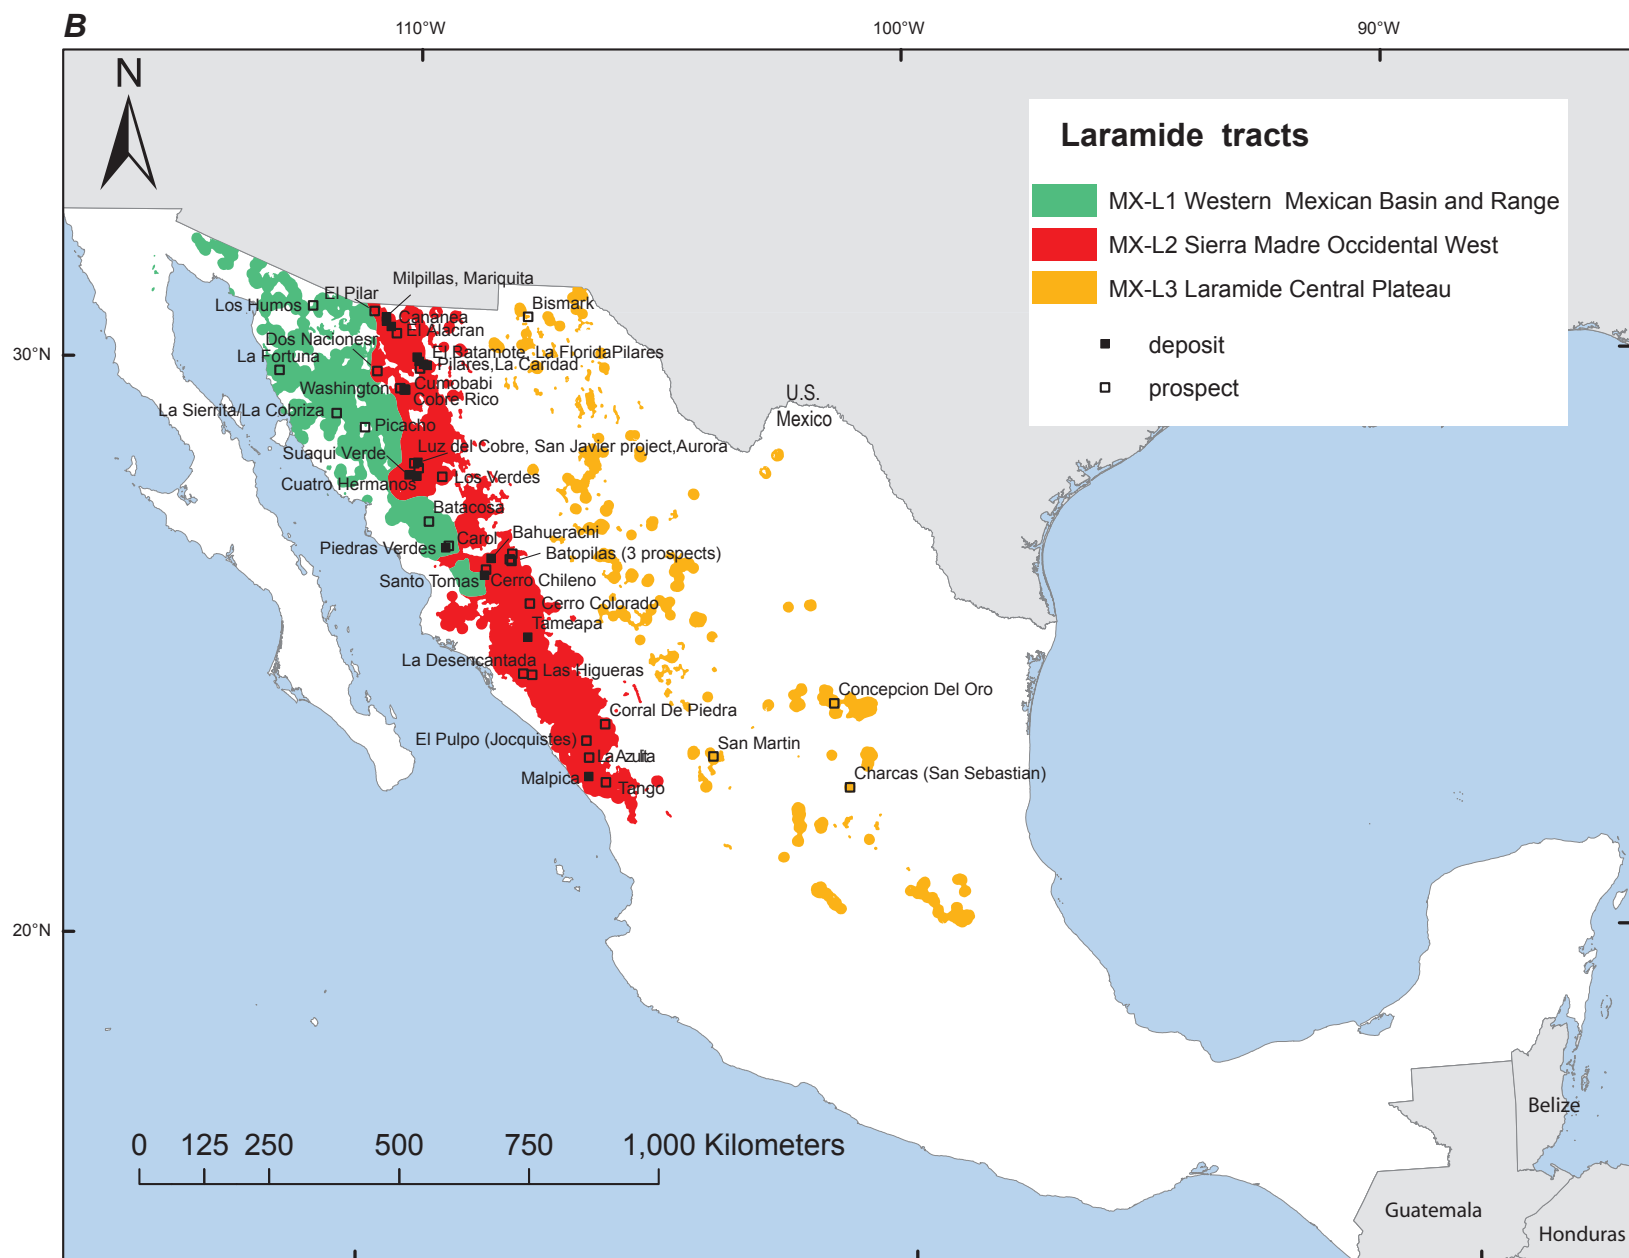 B
110°W
100°W
90°W
N
Laramide tracts
MX-L1 Western Mexican Basin and Range
MX-L2 Sierra Madre Occidental West
MX-L3 Laramide Central Plateau
deposit
prospect
Milpillas, Mariquita
El Pilar
Los Humos
Bismark
Cananea
El Alacran
Dos Nacionesn
30°N
La Fortuna
El Batamote, La FloridaPilares
Pilares,La Caridad
Washington
Cumobabi
Cobre Rico
U.S.
Mexico
La Sierrita/La Cobriza
Picacho
Luz del Cobre, San Javier project,Aurora
Suaqui Verde
Cuatro Hermanos
Los Verdes
Batacosa
Bahuerachi
Carol
Piedras Verdes
Batopilas (3 prospects)
Santo Tomas
Cerro Chileno
Cerro Colorado
Tameapa
La Desencantada
Las Higueras
Concepcion Del Oro
Corral De Piedra
El Pulpo (Jocquistes)
San Martin
Malpica
Tango
Charcas (San Sebastian)
20°N
0 125 250 500 750 1,000 Kilometers
Belize
Guatemala
Honduras